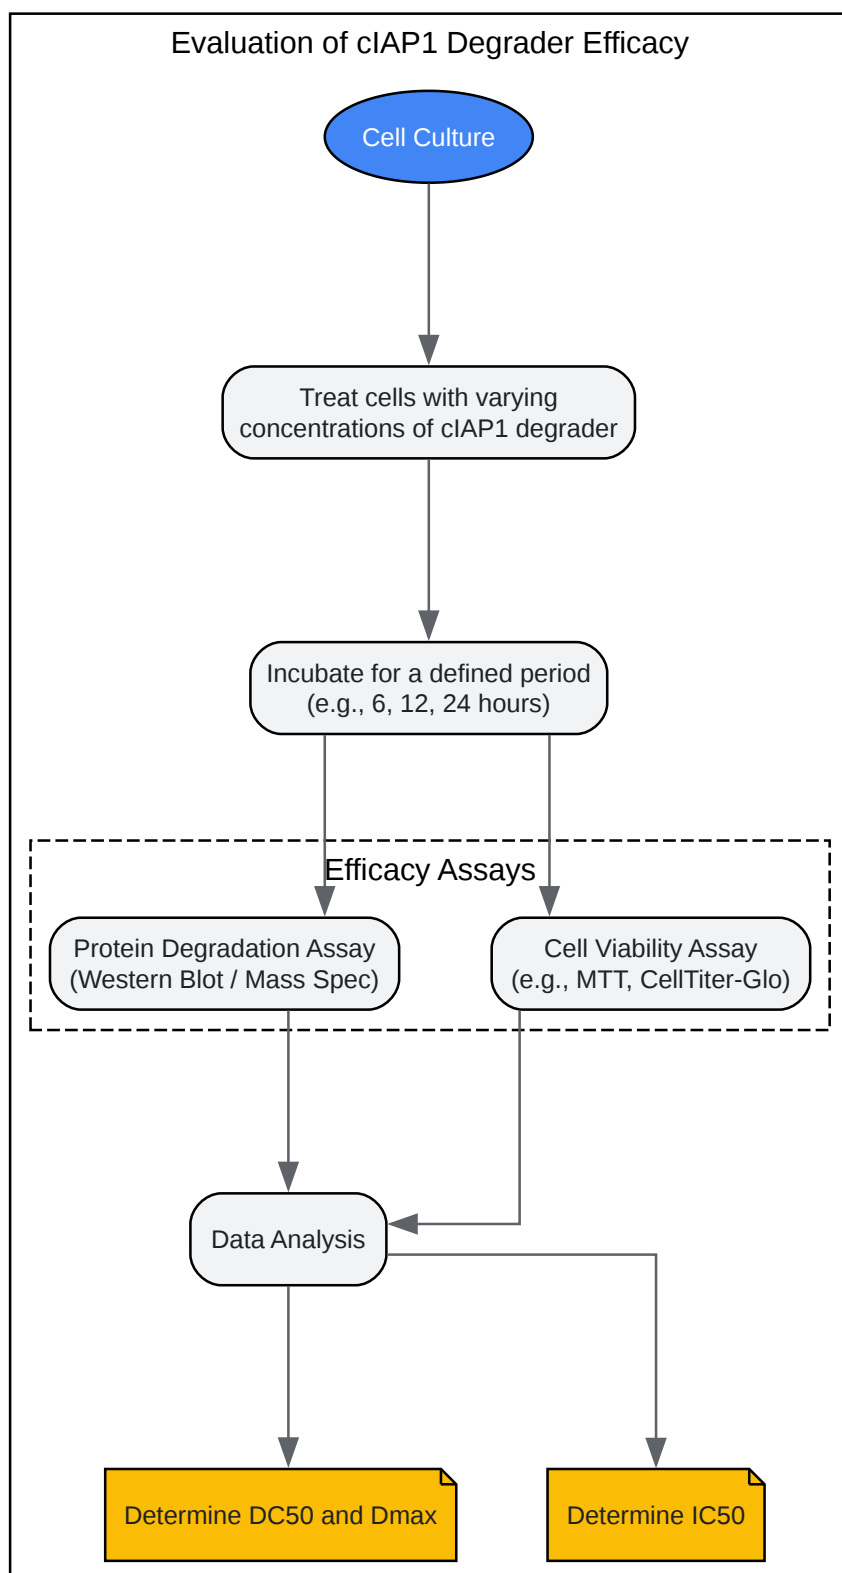 Evaluation of cIAP1 Degrader Efficacy
Cell Culture
Treat cells with varying
concentrations of cIAP1 degrader
Incubate for a defined period
(e.g., 6, 12, 24 hours)
Efficacy Assays
Protein Degradation Assay
(Western Blot / Mass Spec)
Cell Viability Assay
(e.g., MTT, CellTiter-Glo)
Data Analysis
Determine DC50 and Dmax
Determine IC50